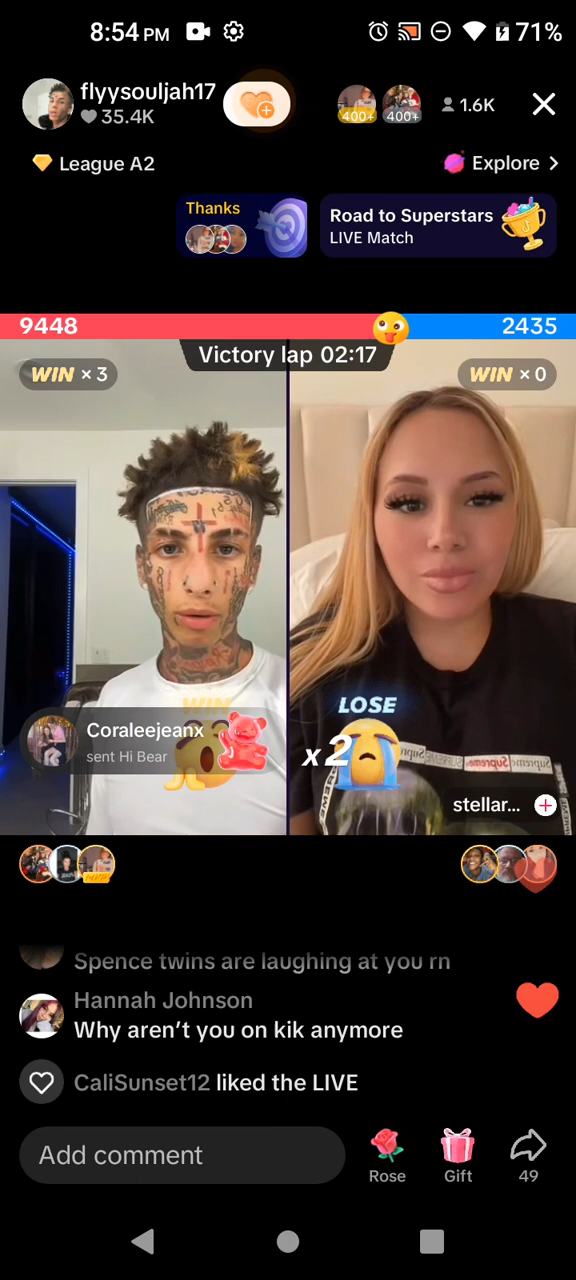 8:54 PM
71%
flyysouljah17
35.4K
400+
400+
1.6K
League A2
Explore >
Thanks
Road to Superstars
LIVE Match
9448
2435
Victory lap 02:17
WIN × 3
WIN × 0
WIN
LOSE
x2
Coraleejeanx
sent Hi Bear
Supreme
stellar...
Spence twins are laughing at you rn
Hannah Johnson
Why aren’t you on kik anymore
CaliSunset12 liked the LIVE
Add comment
Rose
Gift
49